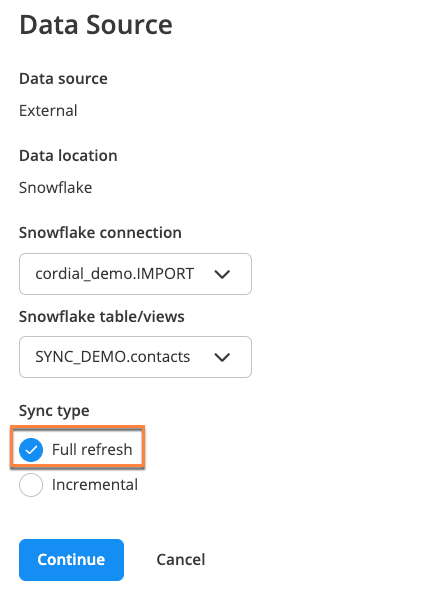 Data Source
Data source
External
Data location
Snowflake
Snowflake connection
cordial_demo.IMPORT
Snowflake table/views
SYNC_DEMO.contacts
Sync type
Full refresh
Incremental
Continue Cancel